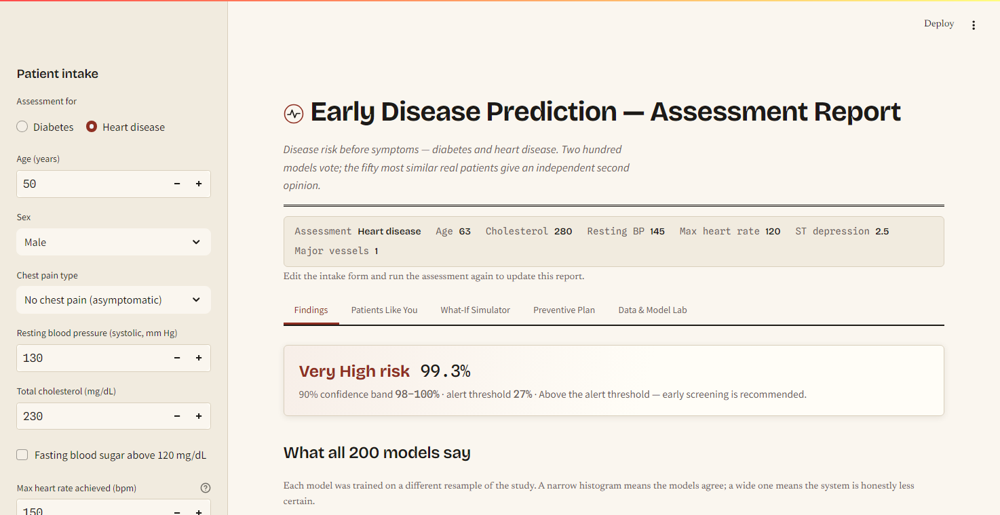 Deploy
Patient intake
Assessment for
Diabetes
Heart disease
Age (years)
50
Sex
Male
Chest pain type
No chest pain (asymptomatic)
Resting blood pressure (systolic, mm Hg)
130
Total cholesterol (mg/dL)
230
Fasting blood sugar above 120 mg/dL
Max heart rate achieved (bpm)
150
Early Disease Prediction — Assessment Report
Disease risk before symptoms — diabetes and heart disease. Two hundred
models vote; the fifty most similar real patients give an independent second
opinion.
Assessment Heart disease Age 63 Cholesterol 280 Resting BP 145 Max heart rate 120 ST depression 2.5
Major vessels 1
Edit the intake form and run the assessment again to update this report.
Findings Patients Like You What-If Simulator Preventive Plan Data & Model Lab
Very High risk 99.3%
90% confidence band 98–100% · alert threshold 27% · Above the alert threshold — early screening is recommended.
What all 200 models say
Each model was trained on a different resample of the study. A narrow histogram means the models agree; a wide one means the system is honestly less
certain.